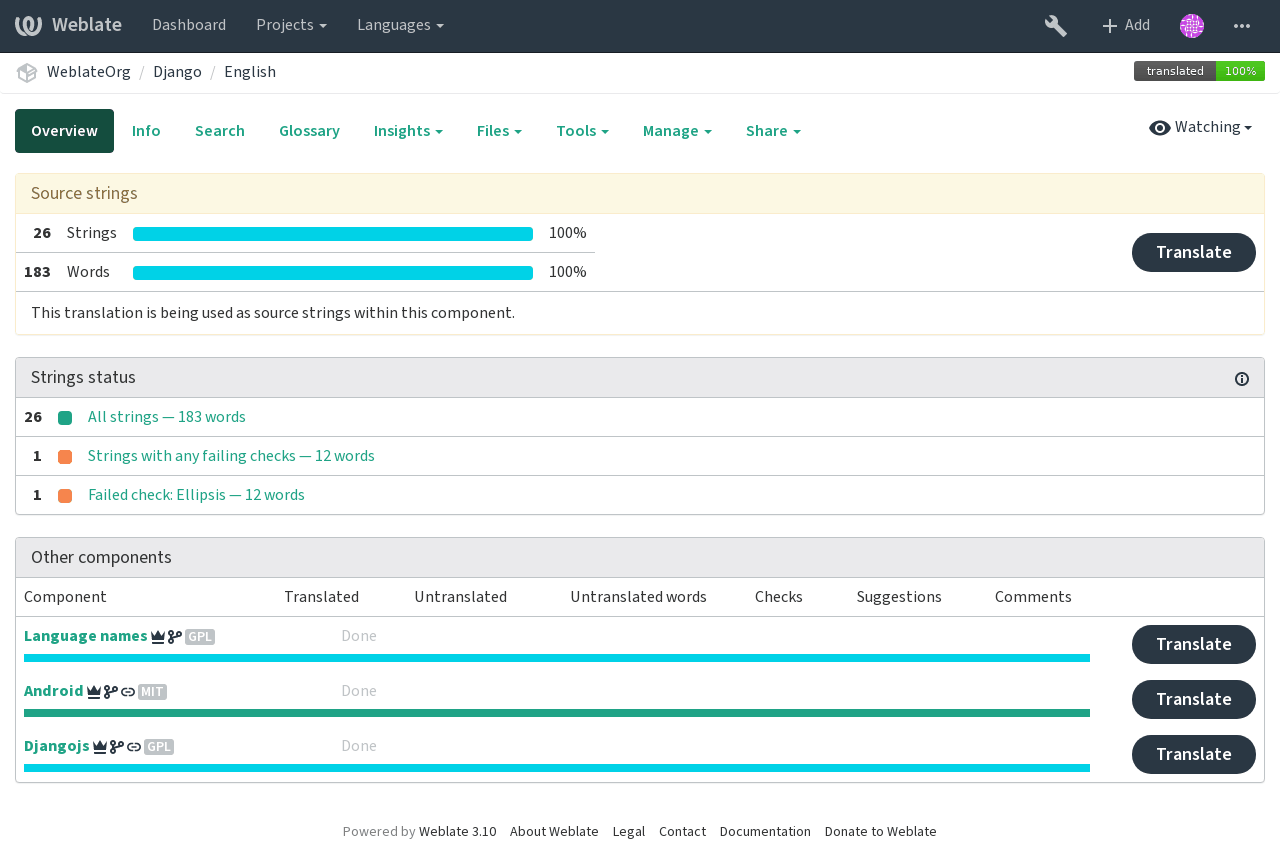 Weblate Dashboard Projects Languages Add
WeblateOrg / Django / English translated 100%
Overview Info Search Glossary Insights Files Tools Manage Share Watching
Source strings
26 Strings 100%
Translate
183 Words 100%
This translation is being used as source strings within this component.
Strings status
26 All strings — 183 words
1 Strings with any failing checks — 12 words
1 Failed check: Ellipsis — 12 words
Other components
Component Translated Untranslated Untranslated words Checks Suggestions Comments
Language names GPL Done Translate
Android MIT Done Translate
Djangojs GPL Done Translate
Powered by Weblate 3.10 About Weblate Legal Contact Documentation Donate to Weblate